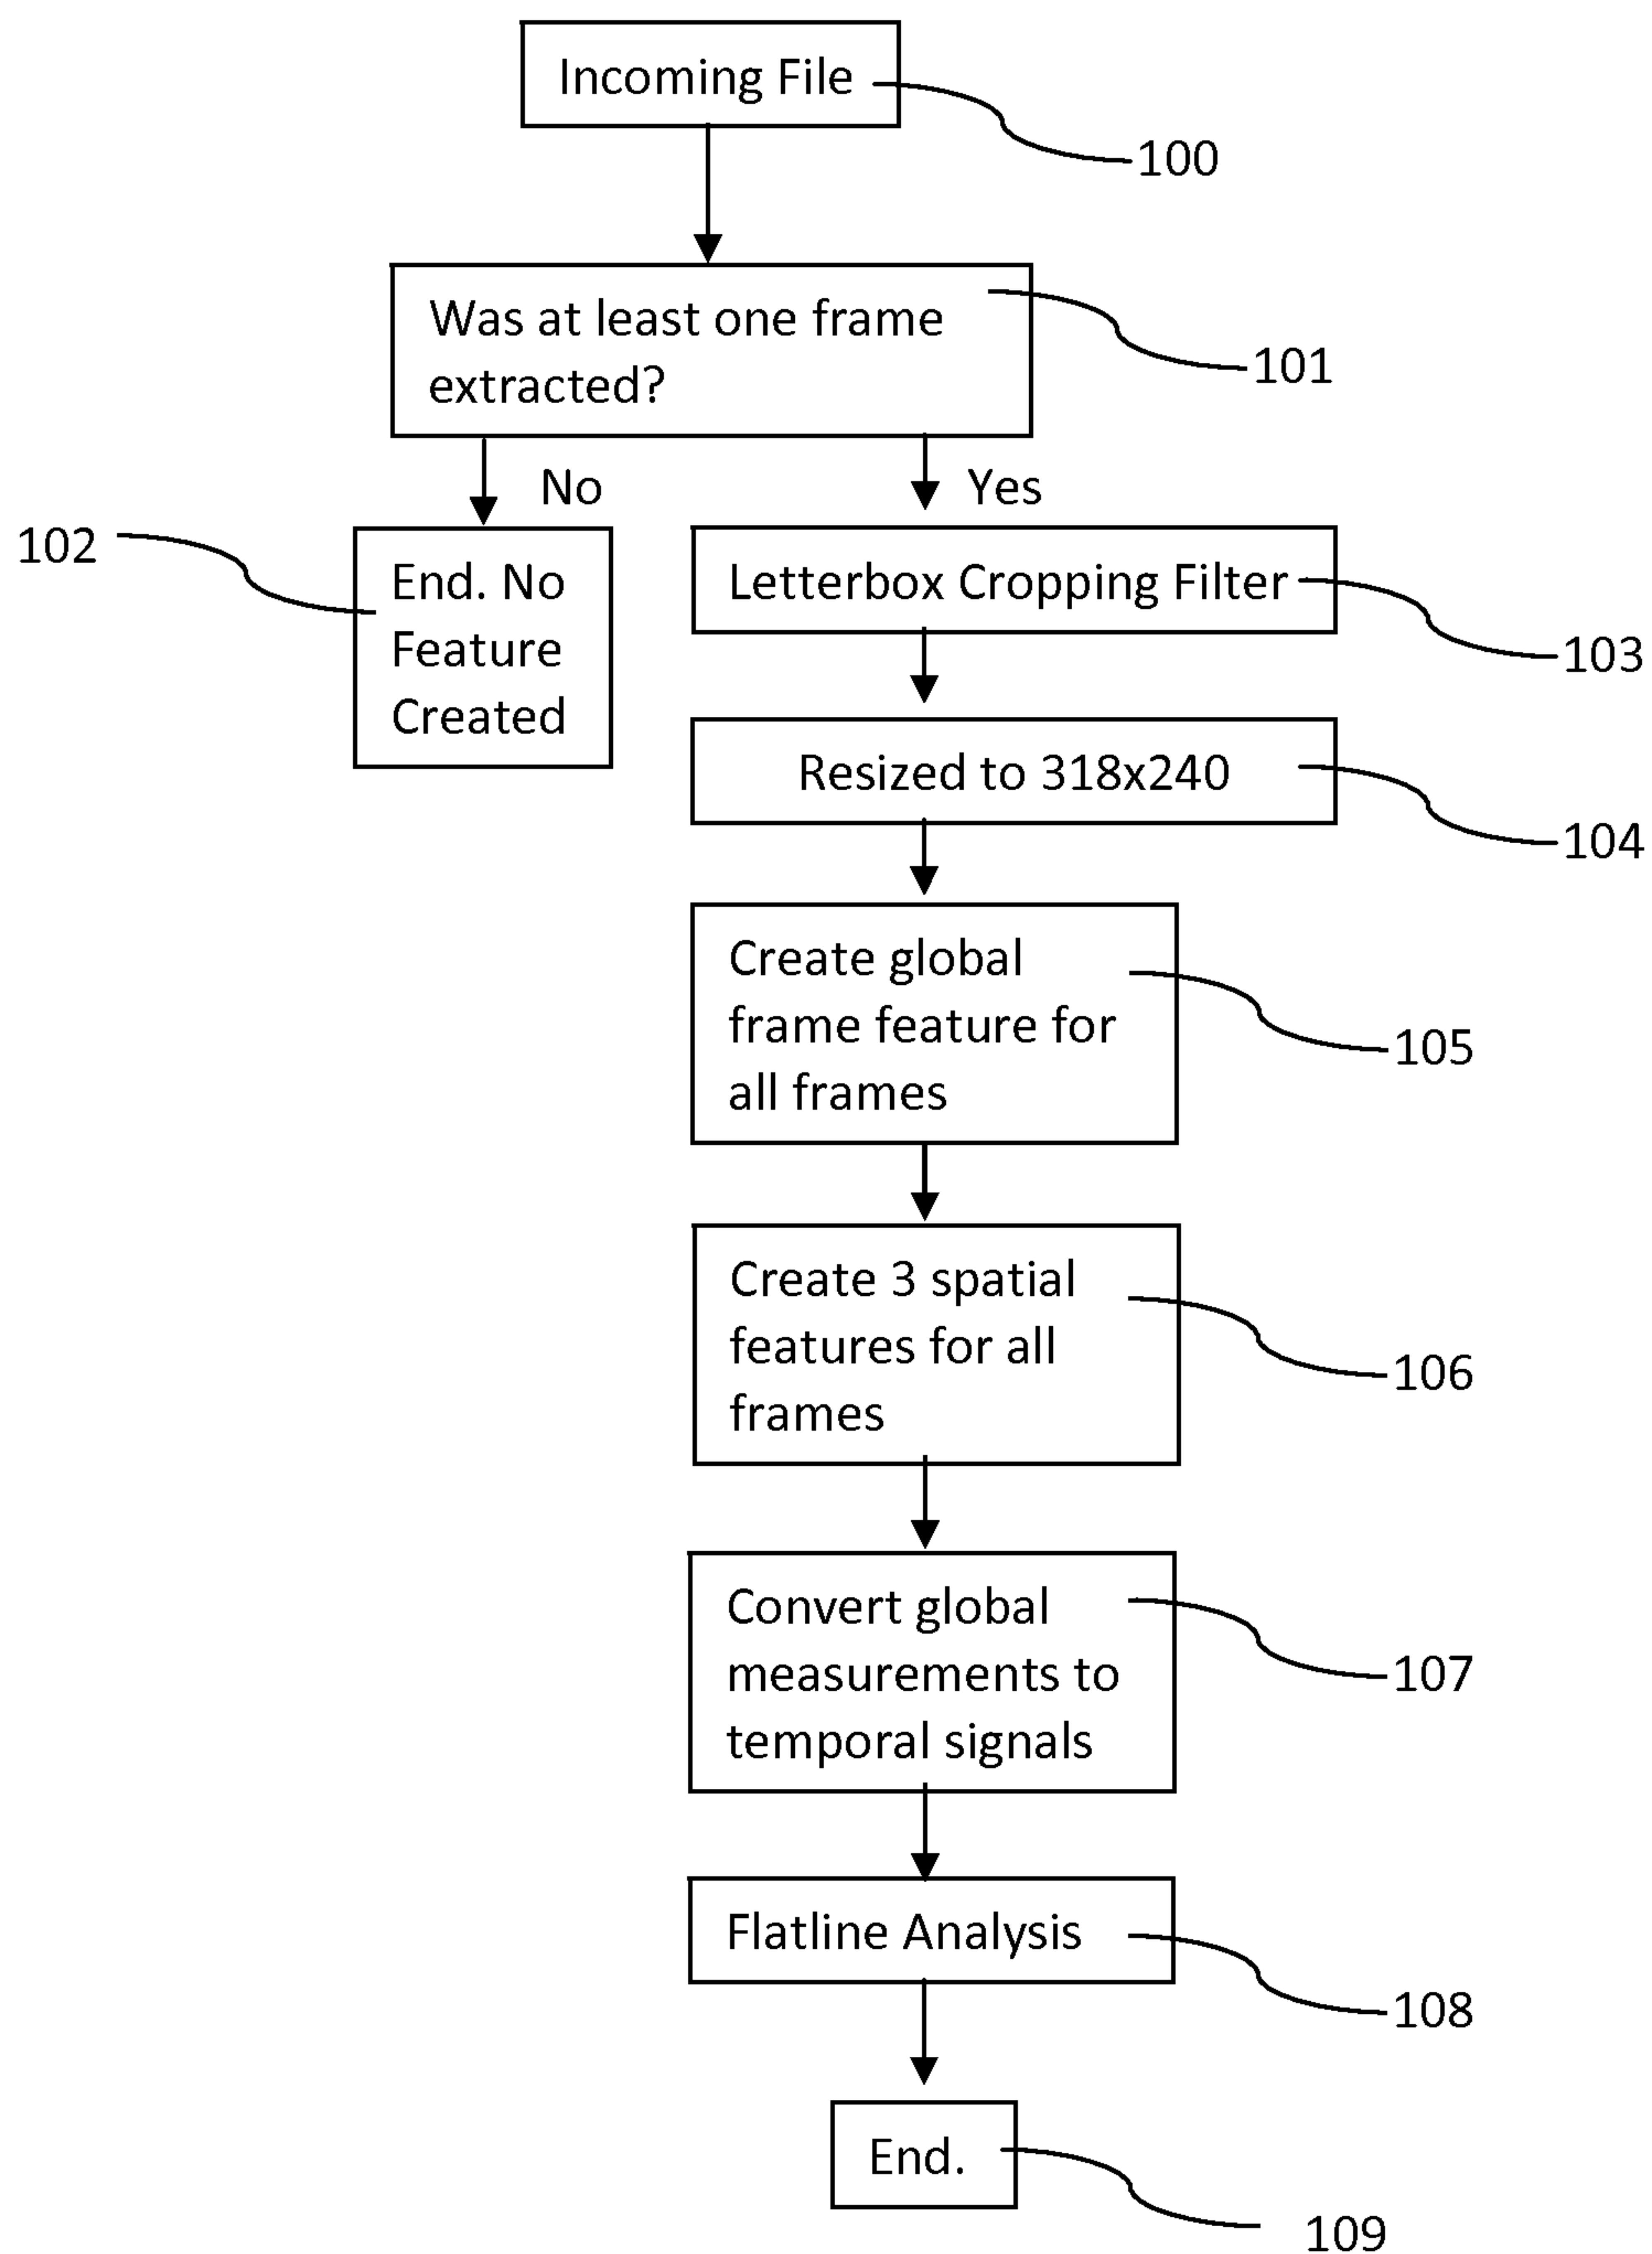 Incoming File
100
Was at least one frame
extracted?
101
No
Yes
102
End. No
Feature
Created
Letterbox Cropping Filter
103
Resized to 318x240
104
Create global
frame feature for
all frames
105
Create 3 spatial
features for all
frames
106
Convert global
measurements to
temporal signals
107
Flatline Analysis
108
End.
109